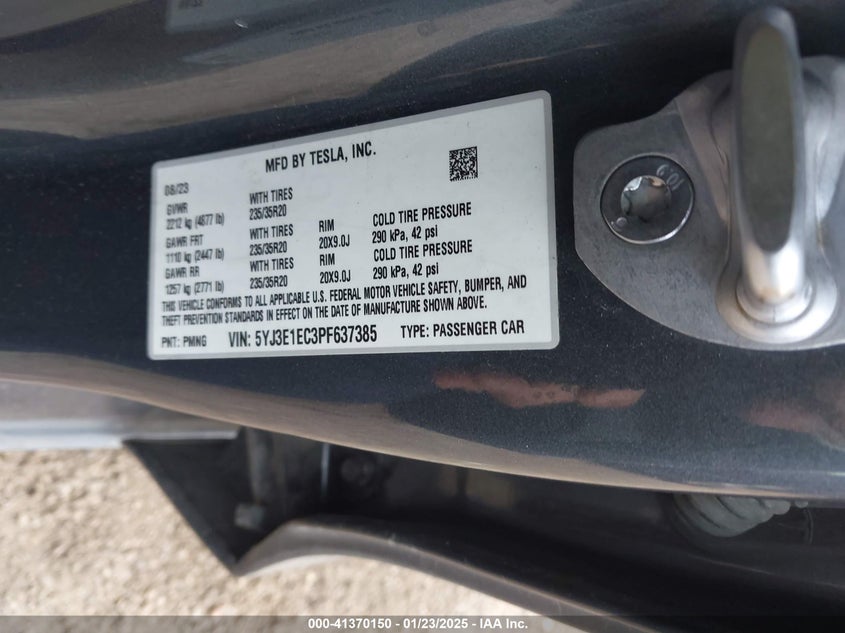 MFD BY TESLA, INC.
08/23
GVWR WITH TIRES
2212 kg (4877 lb) 235/35R20 RIM COLD TIRE PRESSURE
GAWR FRT WITH TIRES 20X9.0J 290 kPa, 42 psi
1110 kg (2447 lb) 235/35R20 RIM COLD TIRE PRESSURE
GAWR RR WITH TIRES 20X9.0J 290 kPa, 42 psi
1257 kg (2771 lb) 235/35R20
THIS VEHICLE CONFORMS TO ALL APPLICABLE U.S. FEDERAL MOTOR VEHICLE SAFETY, BUMPER, AND
THEFT PREVENTION STANDARDS IN EFFECT ON THE DATE OF MANUFACTURE SHOWN ABOVE.
PNT: PMNG VIN: 5YJ3E1EC3PF637385 TYPE: PASSENGER CAR
000-41370150 - 01/23/2025 - IAA Inc.